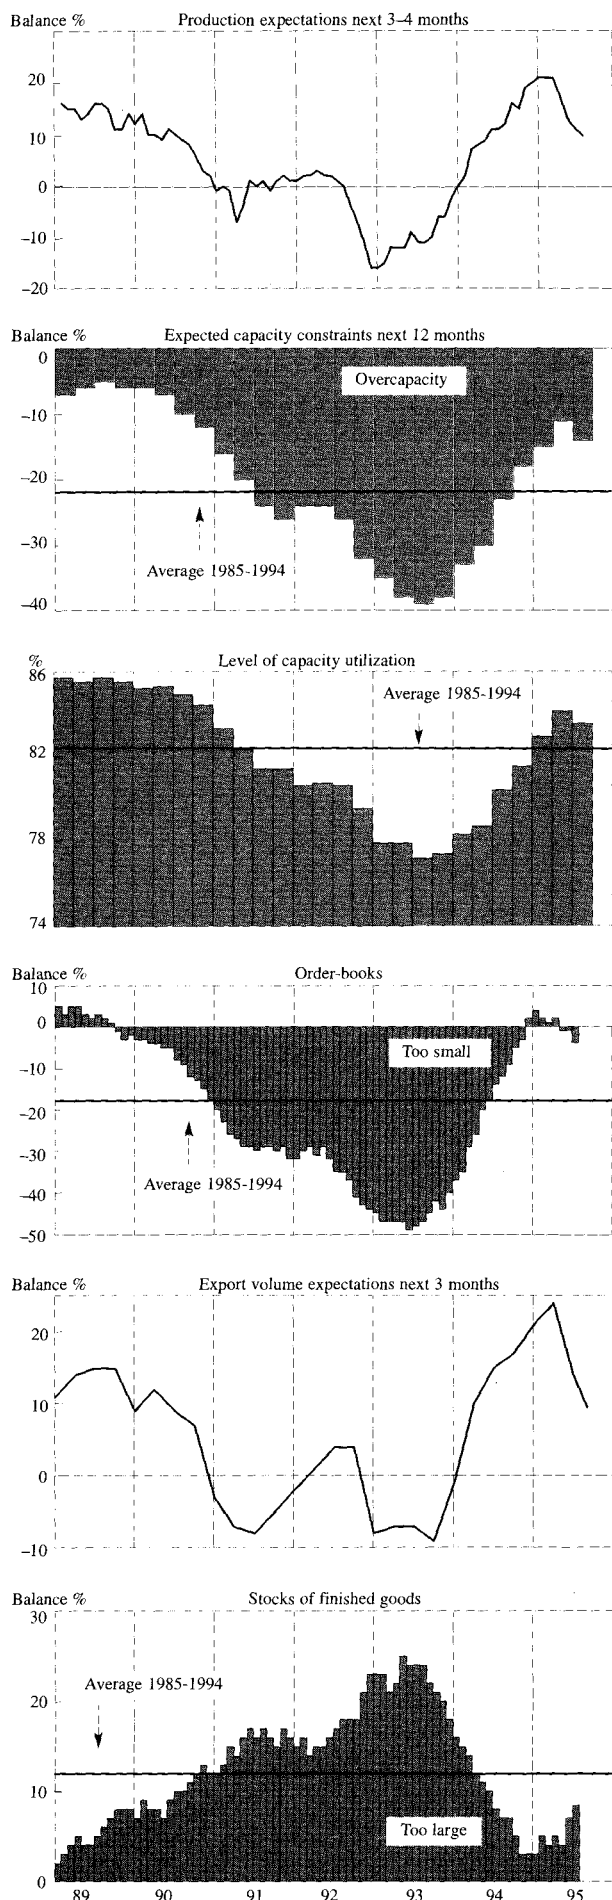 Balance % Production expectations next 3–4 months
20
10
0
-10
-20
Balance % Expected capacity constraints next 12 months
0
Overcapacity
-10
-20
-30
Average 1985-1994
-40
% Level of capacity utilization
86
Average 1985-1994
82
78
74
Balance % Order-books
10
0
Too small
-10
-20
-30
Average 1985-1994
-40
-50
Balance % Export volume expectations next 3 months
20
10
0
-10
Balance % Stocks of finished goods
30
Average 1985-1994
20
10
Too large
0
89 90 91 92 93 94 95